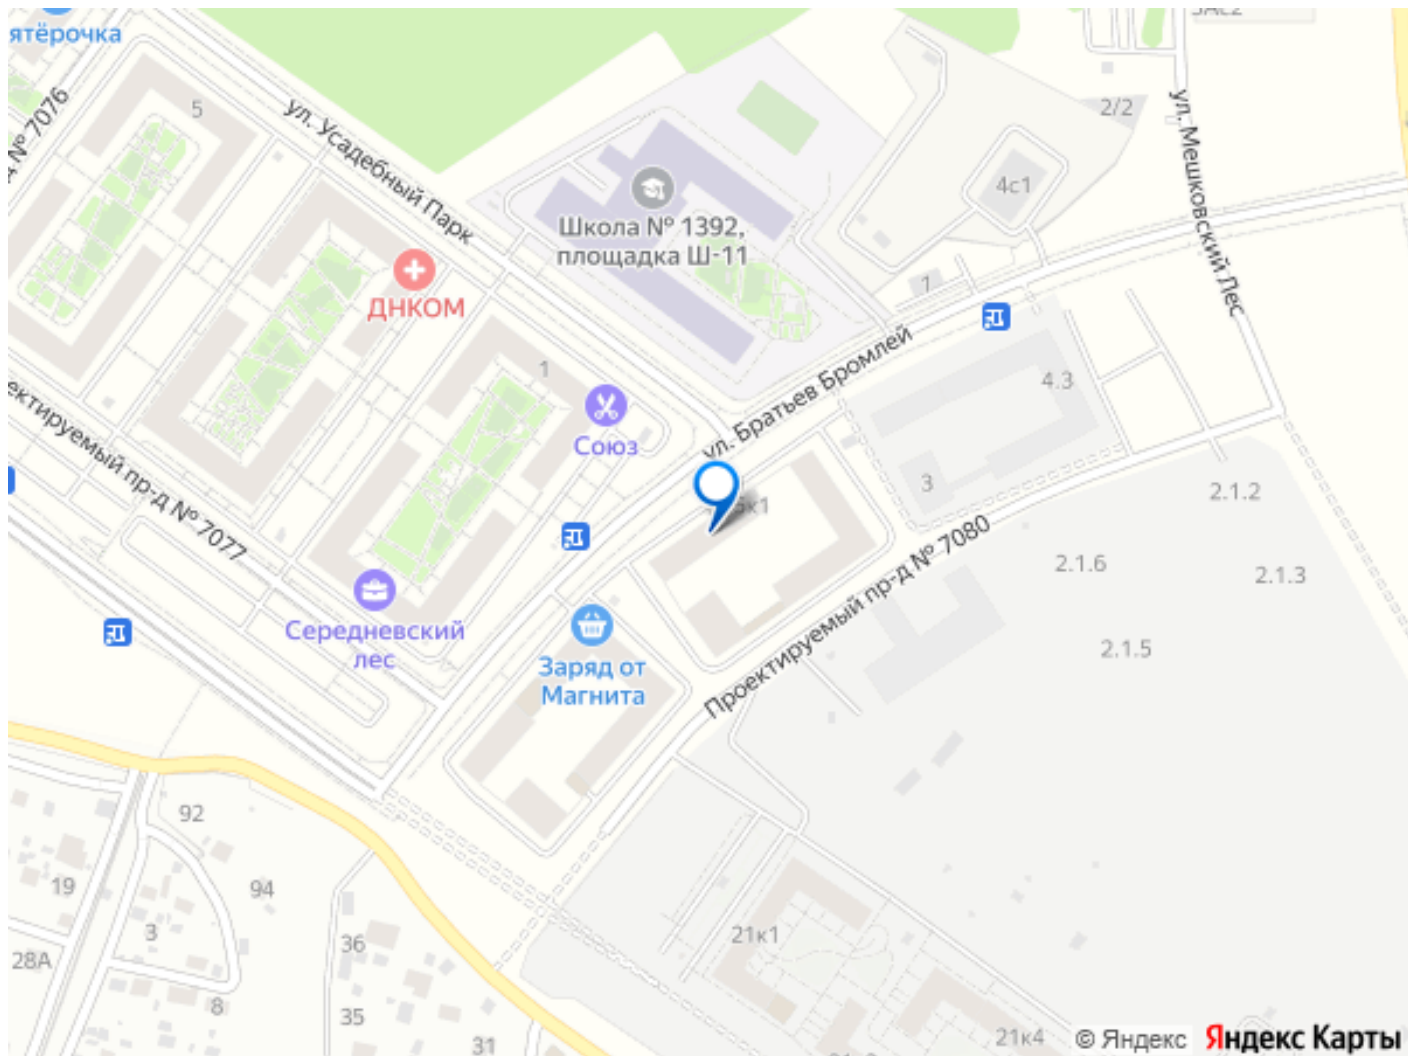 ятёрочка
5
ул. Усадебный Парк
д № 7076
2/2
4с1
ул. Мешковский Лес
Школа № 1392,
площадка Ш-11
ДНКОМ
1
1
ул. Братьев Бромлей
4.3
Союз
3
2.1.2
2.1.6
2.1.3
2.1.5
ектируемый пр-д № 7077
Проектируемый пр-д № 7080
Середневский
лес
Заряд от
Магнита
92
19
94
3
36
28А
8
35
31
21к1
21к4
© Яндекс
Яндекс Карты